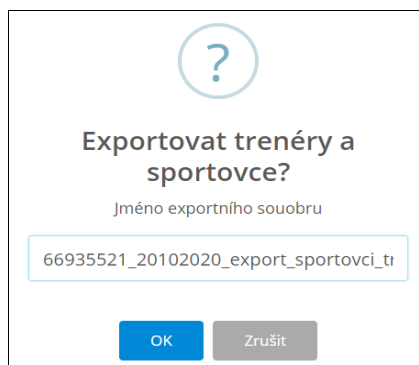 ?
Exportovat trenéry a
sportovce?
Jméno exportního souobru
66935521_20102020_export_sportovci_tr
OK
Zrušit